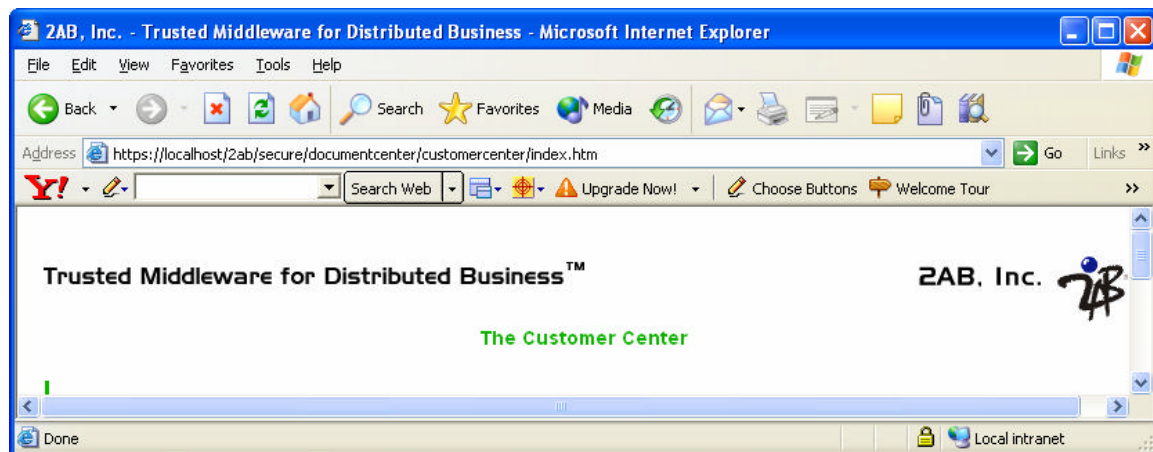 2AB, Inc. - Trusted Middleware for Distributed Business - Microsoft Internet Explorer
File Edit View Favorites Tools Help
Back Search Favorites Media
Address https://localhost/2ab/secure/documentcenter/customercenter/index.htm Go Links »
Y! Search Web Upgrade Now! Choose Buttons Welcome Tour »
Trusted Middleware for Distributed Business™ 2AB, Inc. 2AB
The Customer Center
Done Local intranet